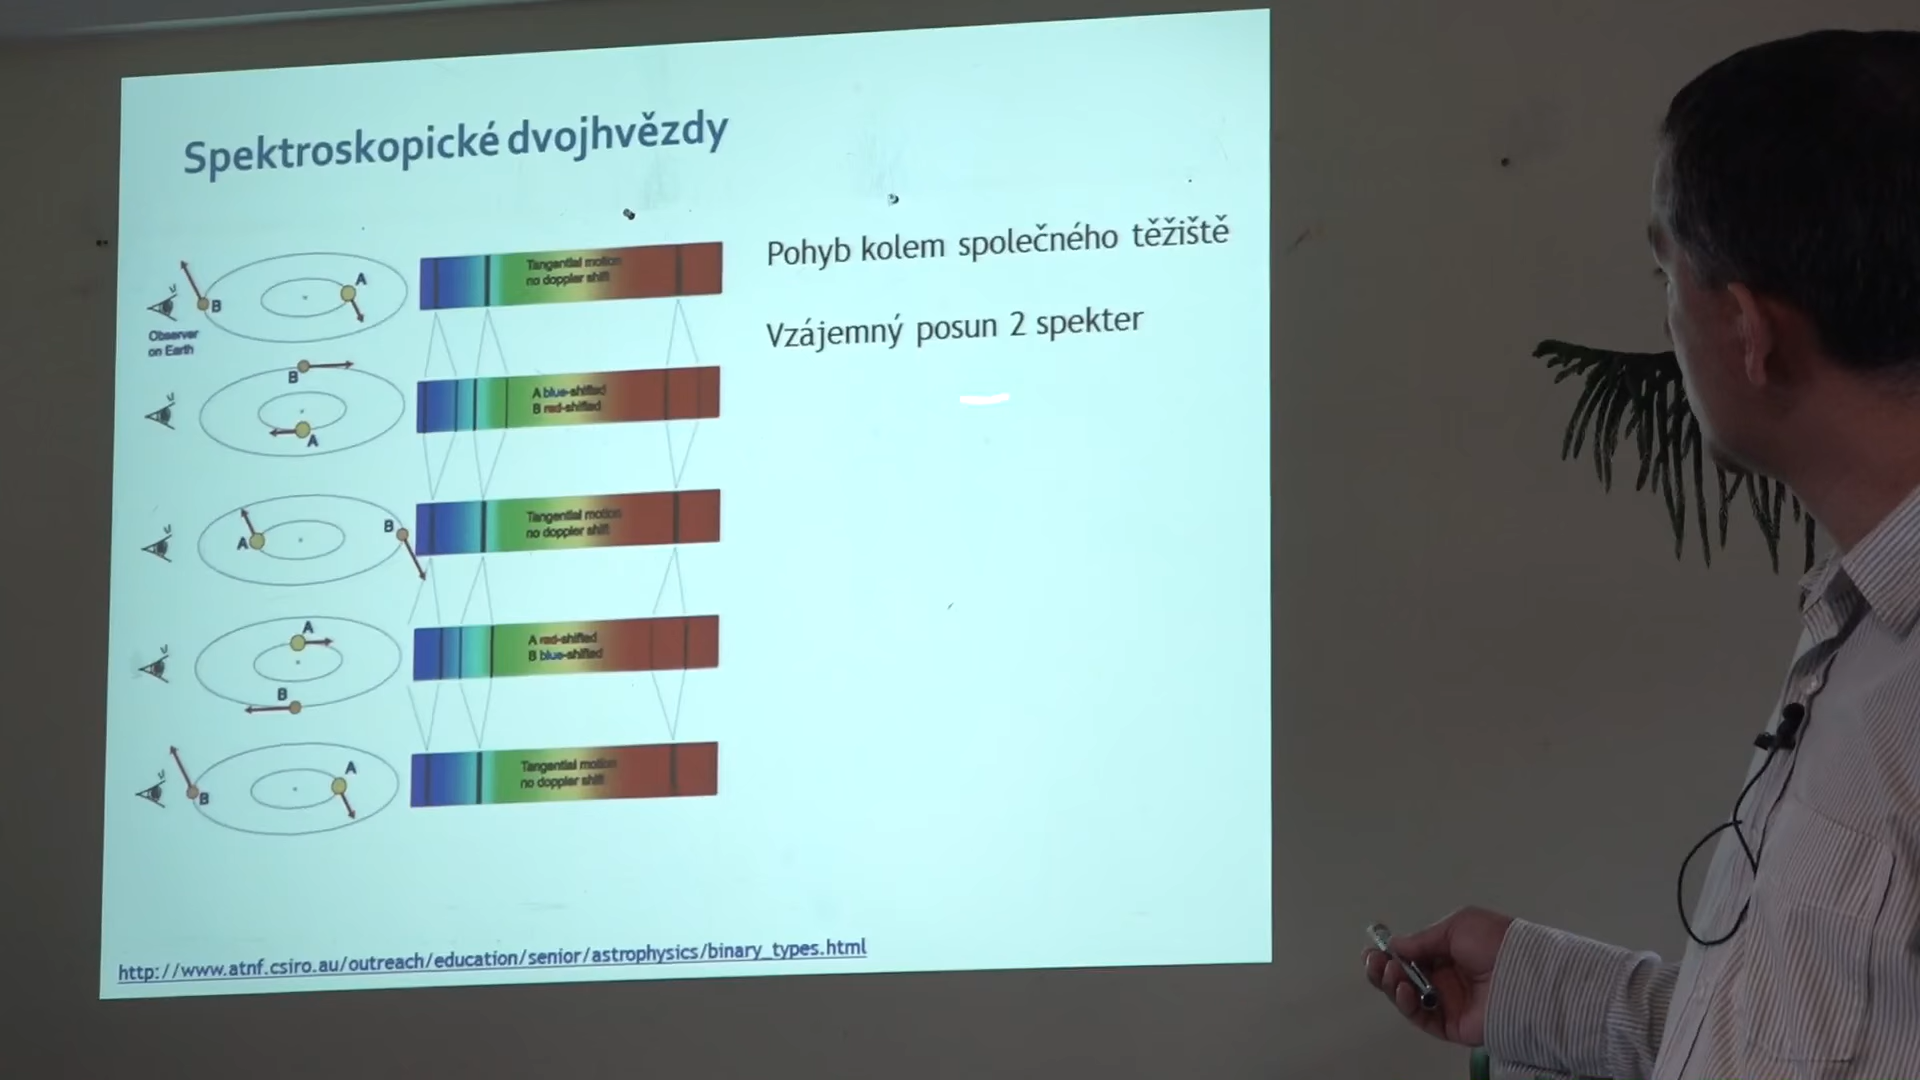 Spektroskopické dvojhvězdy
Pohyb kolem společného těžiště
Vzájemný posun 2 spekter
A
B
Observer
on Earth
Tangential motion
no doppler shift
B
A
A blue-shifted
B red-shifted
A
B
Tangential motion
no doppler shift
A
B
A red-shifted
B blue-shifted
A
B
Tangential motion
no doppler shift
http://www.atnf.csiro.au/outreach/education/senior/astrophysics/binary_types.html